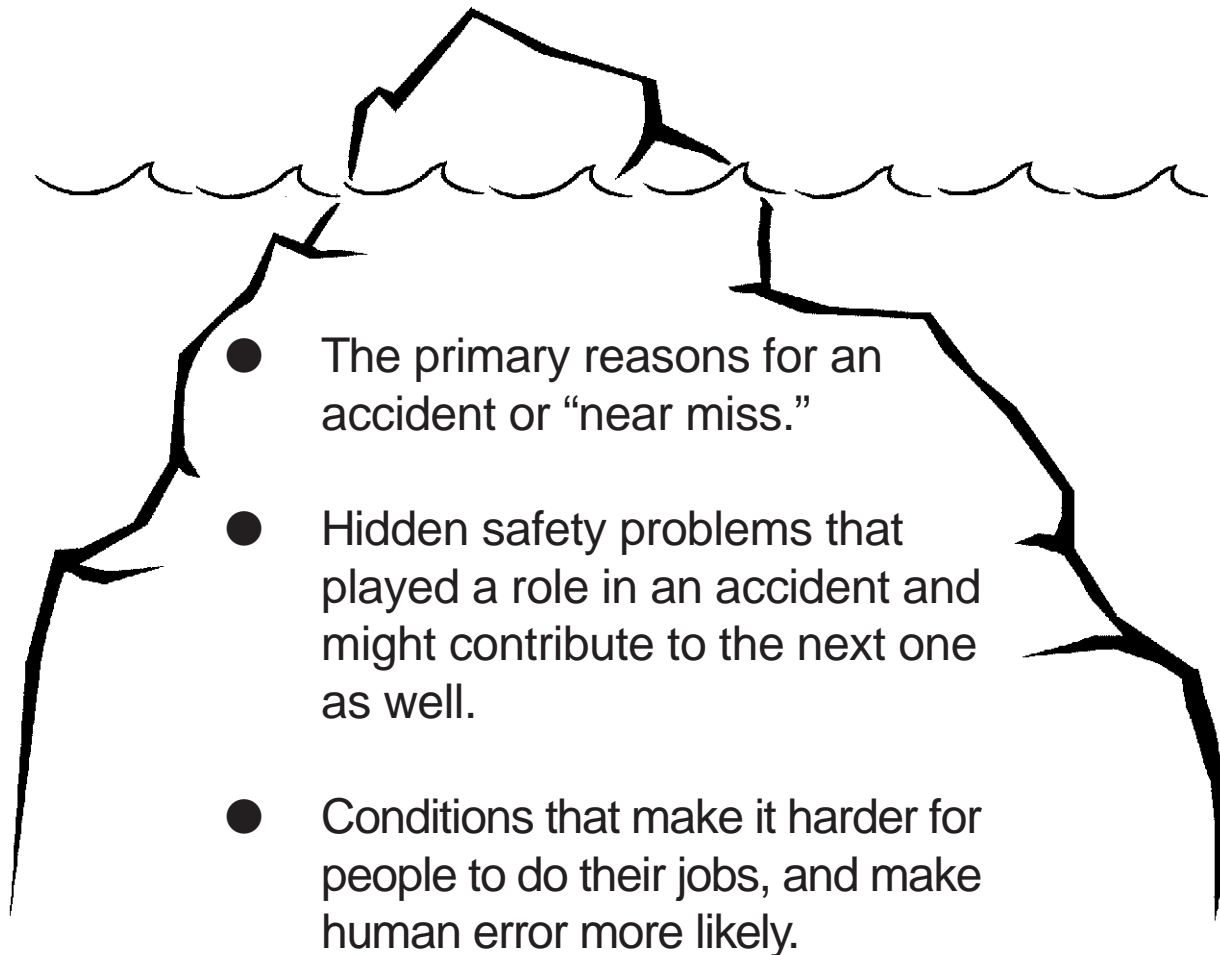 ● The primary reasons for an
accident or “near miss.”
● Hidden safety problems that
played a role in an accident and
might contribute to the next one
as well.
● Conditions that make it harder for
people to do their jobs, and make
human error more likely.